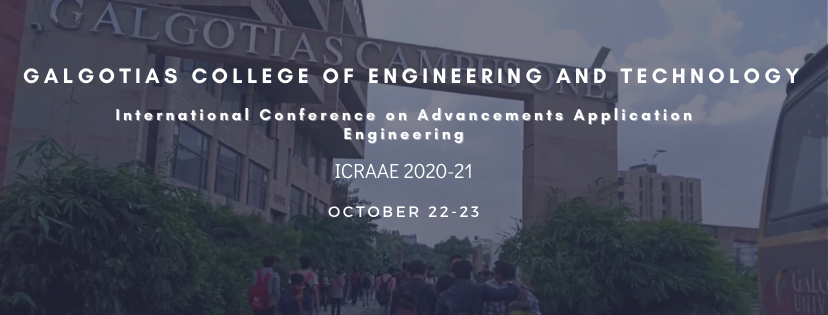 GALGOTIAS CAMPUS ONE
GALGOTIAS COLLEGE OF ENGINEERING AND TECHNOLOGY
International Conference on Advancements Application
Engineering
ICRAAE 2020-21
OCTOBER 22-23